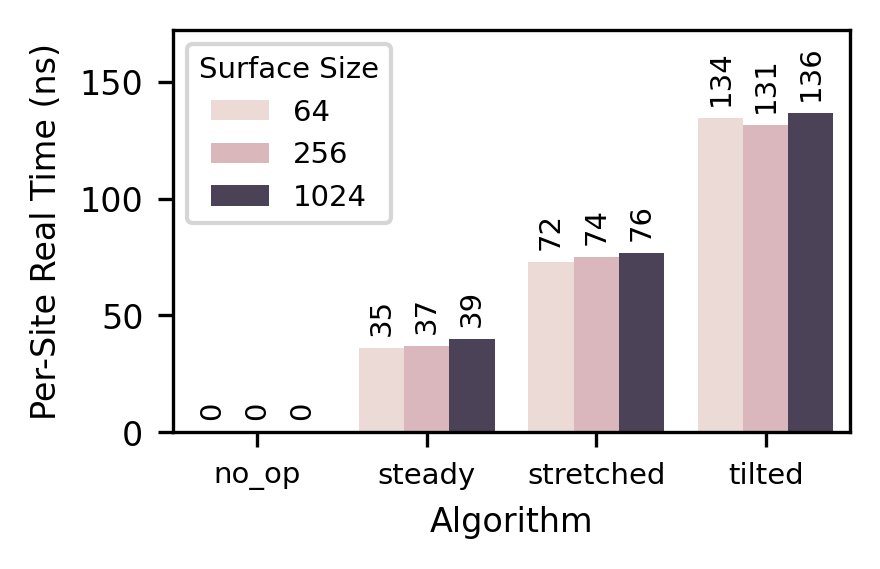 Per-Site Real Time (ns)
150
100
50
0
Surface Size
64
256
1024
0
0
0
35
37
39
72
74
76
134
131
136
no_op
steady
stretched
tilted
Algorithm